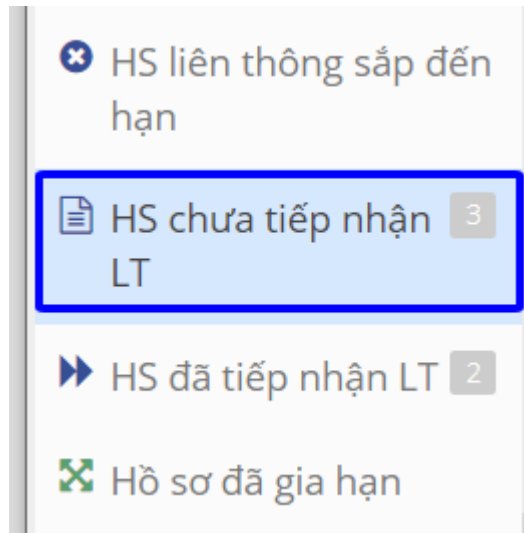 HS liên thông sắp đến
hạn
HS chưa tiếp nhận 3
LT
HS đã tiếp nhận LT 2
Hồ sơ đã gia hạn